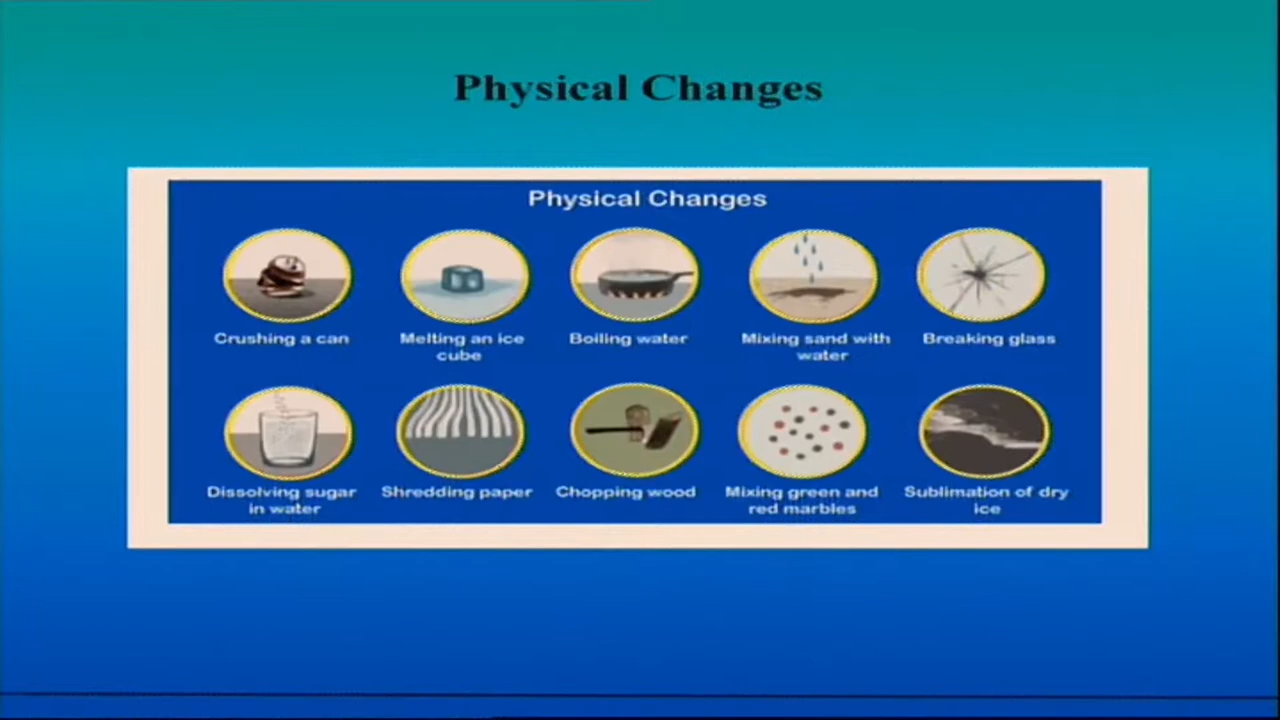 Physical Changes
Physical Changes
Crushing a can
Melting an ice
cube
Boiling water
Mixing sand with
water
Breaking glass
Dissolving sugar
in water
Shredding paper
Chopping wood
Mixing green and
red marbles
Sublimation of dry
ice